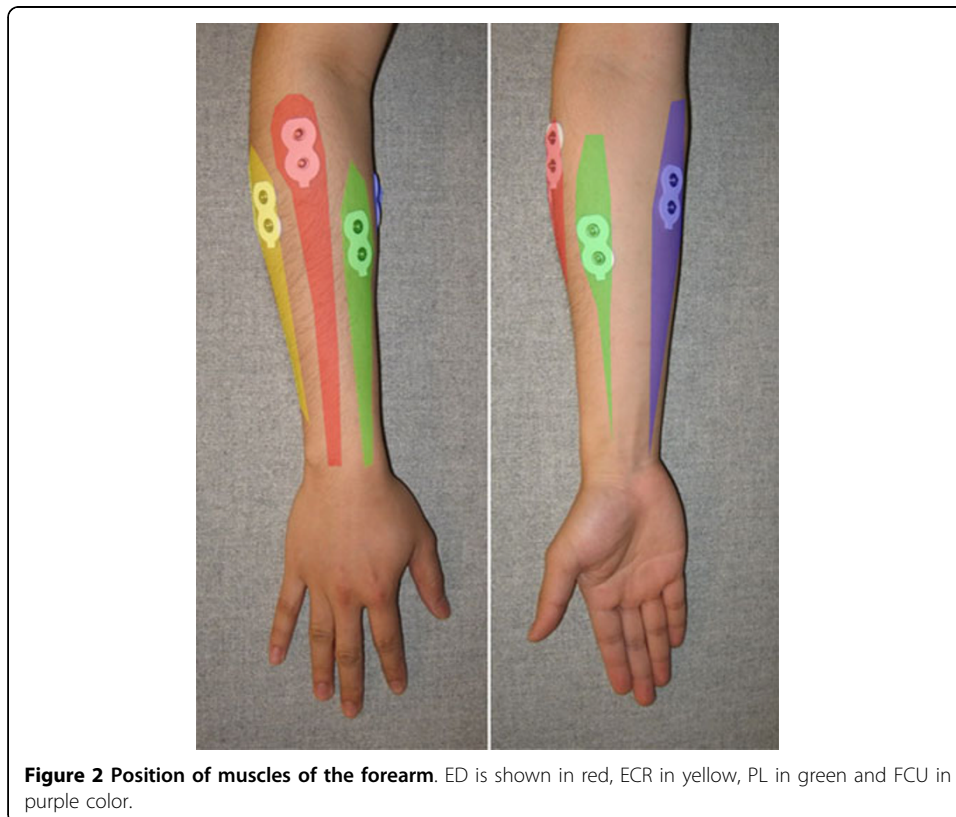 Figure 2 Position of muscles of the forearm. ED is shown in red, ECR in yellow, PL in green and FCU in
purple color.